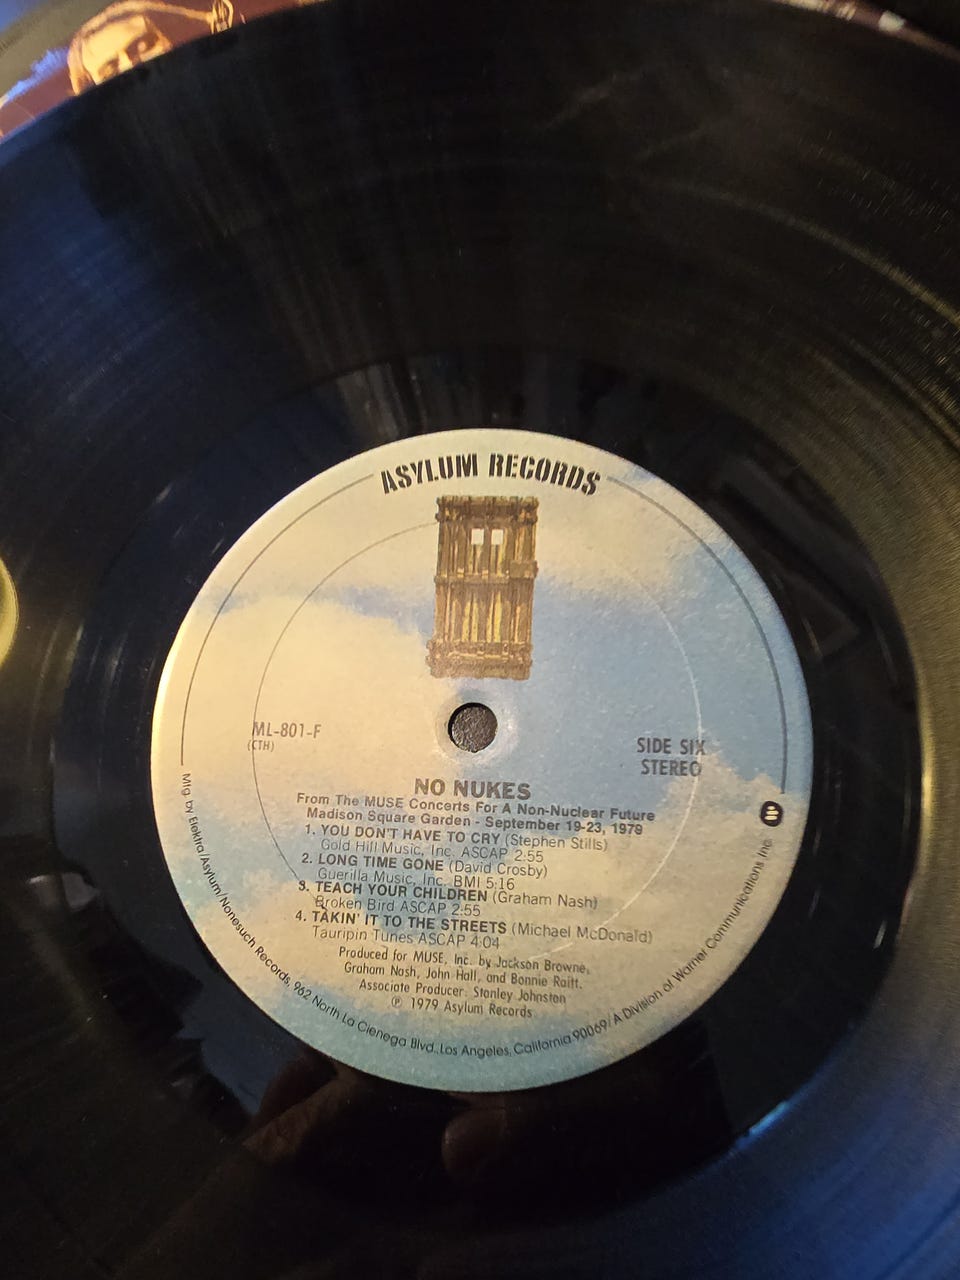 ASYLUM RECORDS
ML-801-F
(CTH)
SIDE SIX
STEREO
NO NUKES
From The MUSE Concerts For A Non-Nuclear Future
Madison Square Garden - September 19-23, 1979
1. YOU DON'T HAVE TO CRY (Stephen Stills)
Gold Hill Music, Inc. ASCAP 2:55
2. LONG TIME GONE (David Crosby)
Guerilla Music, Inc. BMI 5:16
3. TEACH YOUR CHILDREN (Graham Nash)
Broken Bird ASCAP 2:55
4. TAKIN' IT TO THE STREETS (Michael McDonald)
Tauripin Tunes ASCAP 4:04
Produced for MUSE, Inc. by Jackson Browne,
Graham Nash, John Hall, and Bonnie Raitt.
Associate Producer: Stanley Johnston
℗ 1979 Asylum Records
Mfg by Elektra/Asylum/Nonesuch Records, 962 North La Cienega Blvd., Los Angeles, California 90069/A Division of Warner Communications Inc.